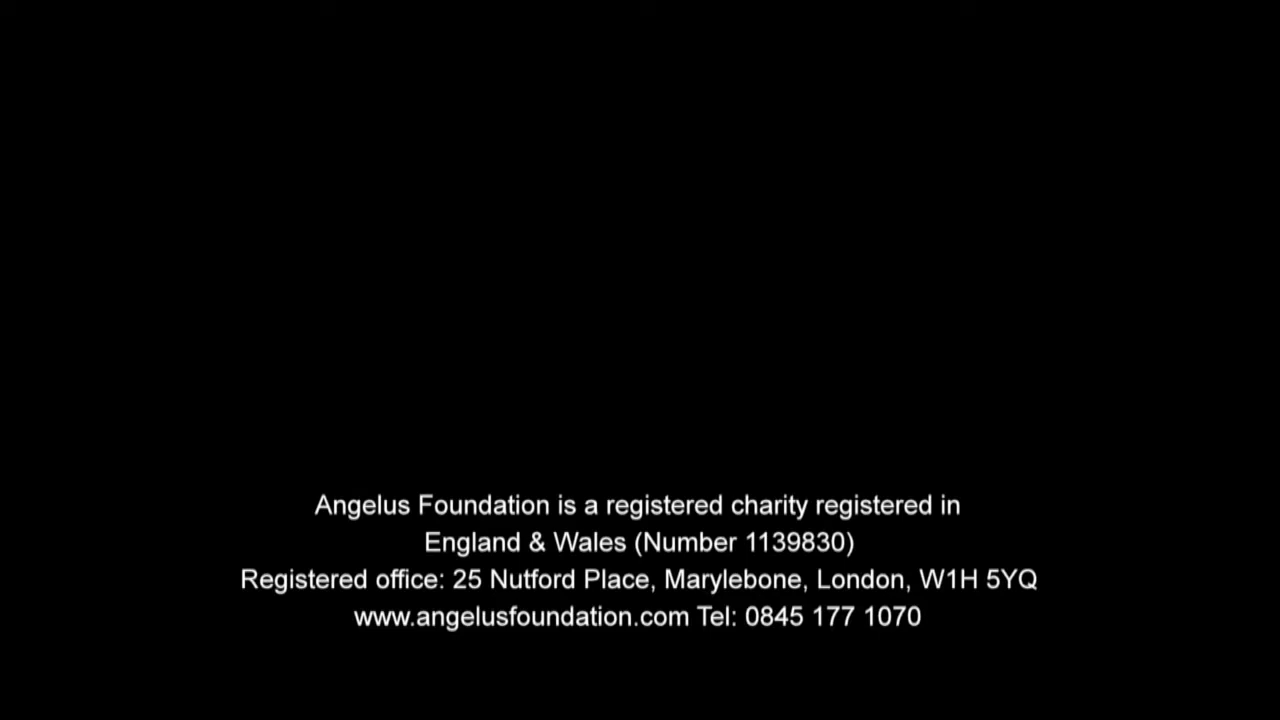 Angelus Foundation is a registered charity registered in
England & Wales (Number 1139830)
Registered office: 25 Nutford Place, Marylebone, London, W1H 5YQ
www.angelusfoundation.com Tel: 0845 177 1070